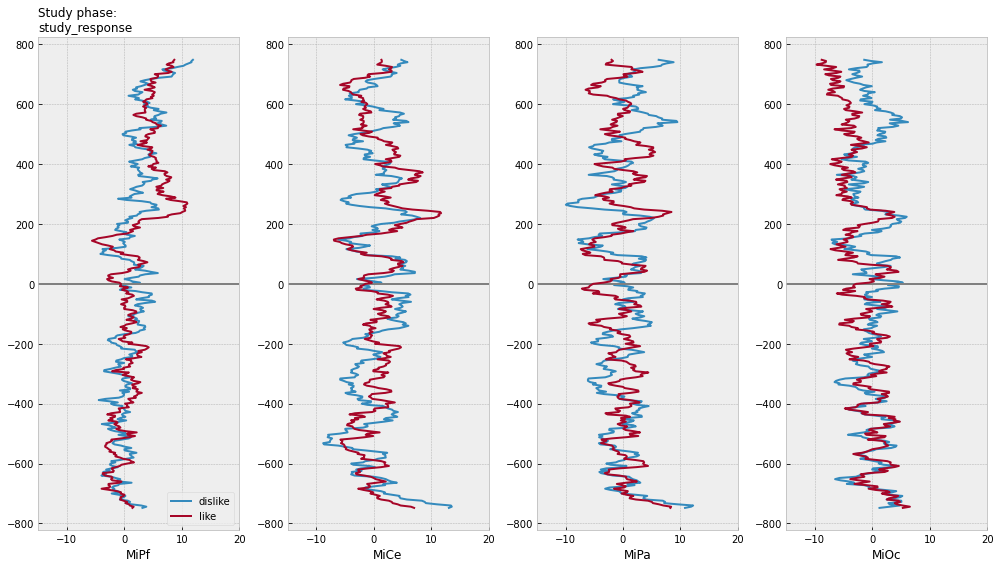 Study phase:
study_response
800 800 800 800
600 600 600 600
400 400 400 400
200 200 200 200
0 0 0 0
−200 −200 −200 −200
−400 −400 −400 −400
−600 −600 −600 −600
dislike
like
−800 −800 −800 −800
−10 0 10 20 −10 0 10 20 −10 0 10 20 −10 0 10 20
MiPf MiCe MiPa MiOc